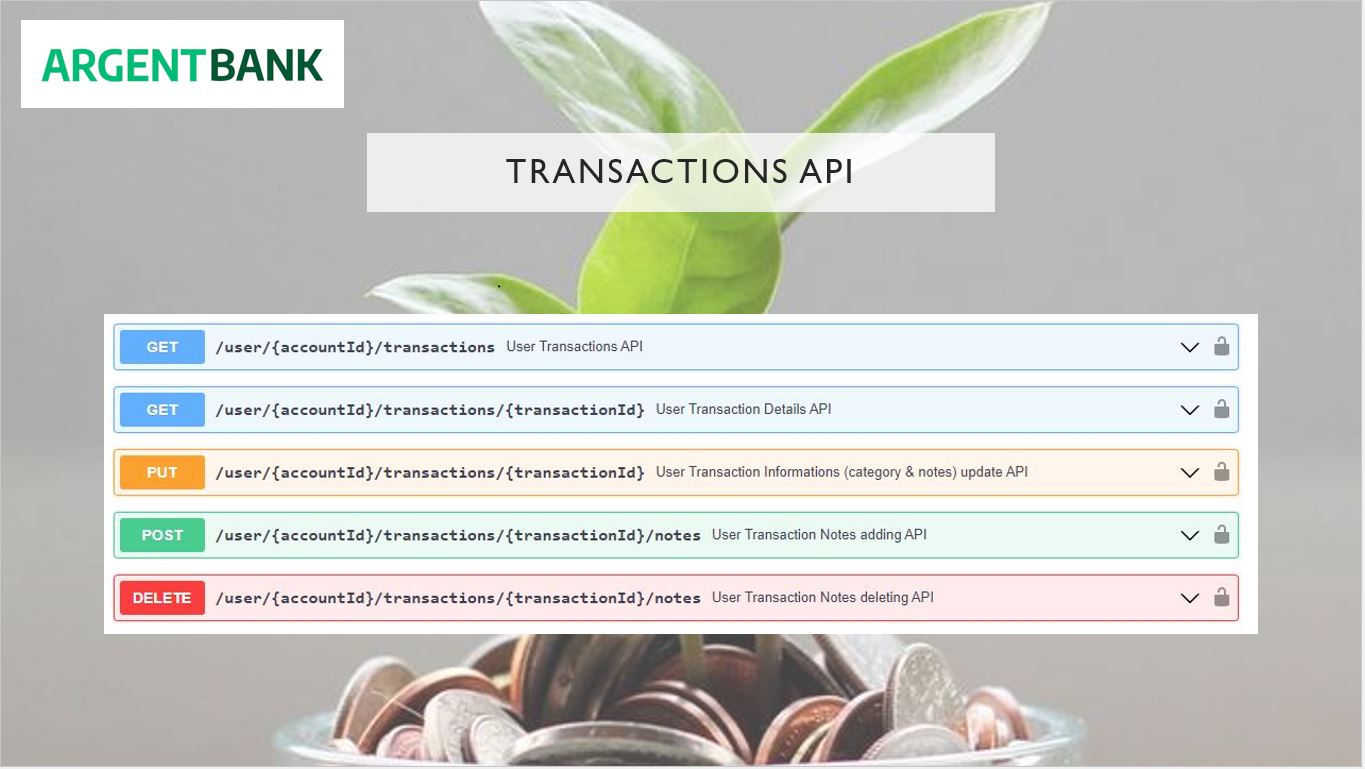 ARGENTBANK
TRANSACTIONS API
.
GET /user/{accountId}/transactions User Transactions API
GET /user/{accountId}/transactions/{transactionId} User Transaction Details API
PUT /user/{accountId}/transactions/{transactionId} User Transaction Informations (category & notes) update API
POST /user/{accountId}/transactions/{transactionId}/notes User Transaction Notes adding API
DELETE /user/{accountId}/transactions/{transactionId}/notes User Transaction Notes deleting API